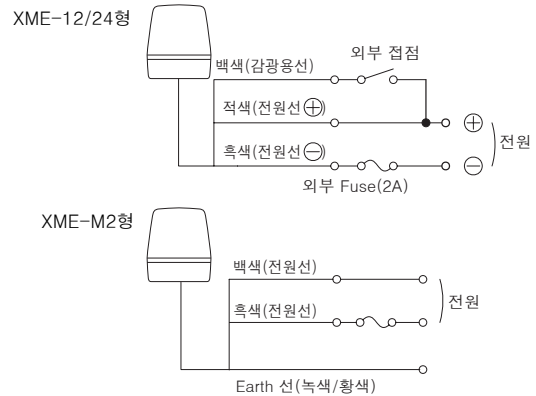 XME-12/24형
외부 접점
백색(감광용선)
적색(전원선⊕)
⊕
전원
흑색(전원선⊖)
⊖
외부 Fuse(2A)
XME-M2형
백색(전원선)
전원
흑색(전원선)
Earth 선(녹색/황색)